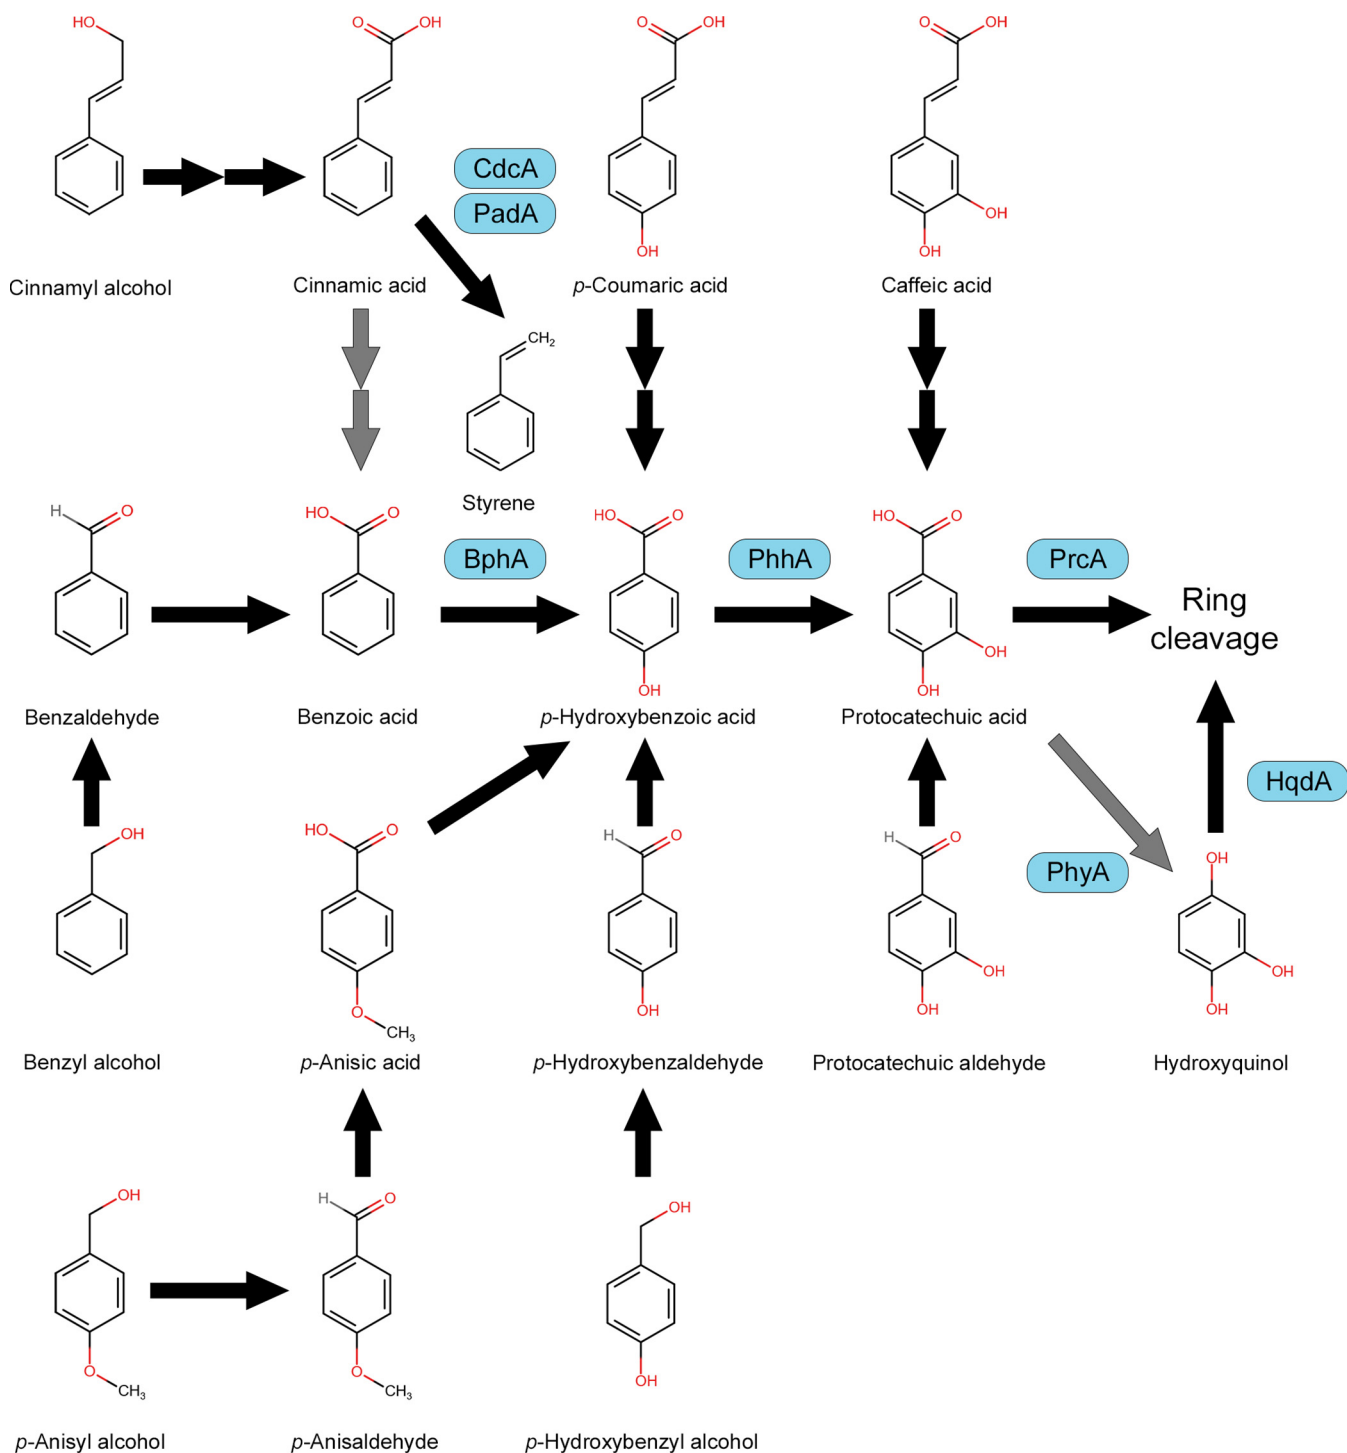 HO
O
OH
O
OH
O
OH
CdcA
PadA
OH
OH
OH
Cinnamyl alcohol
Cinnamic acid
p-Coumaric acid
Caffeic acid
CH2
Styrene
H
O
HO
O
HO
O
HO
O
BphA
PhhA
PrcA
Ring
cleavage
OH
OH
OH
Benzaldehyde
Benzoic acid
p-Hydroxybenzoic acid
Protocatechuic acid
HqdA
OH
HO
O
H
O
H
O
PhyA
OH
OH
OH
O
CH3
OH
OH
OH
OH
Benzyl alcohol
p-Anisic acid
p-Hydroxybenzaldehyde
Protocatechuic aldehyde
Hydroxyquinol
OH
H
O
OH
O
CH3
O
CH3
OH
p-Anisyl alcohol
p-Anisaldehyde
p-Hydroxybenzyl alcohol